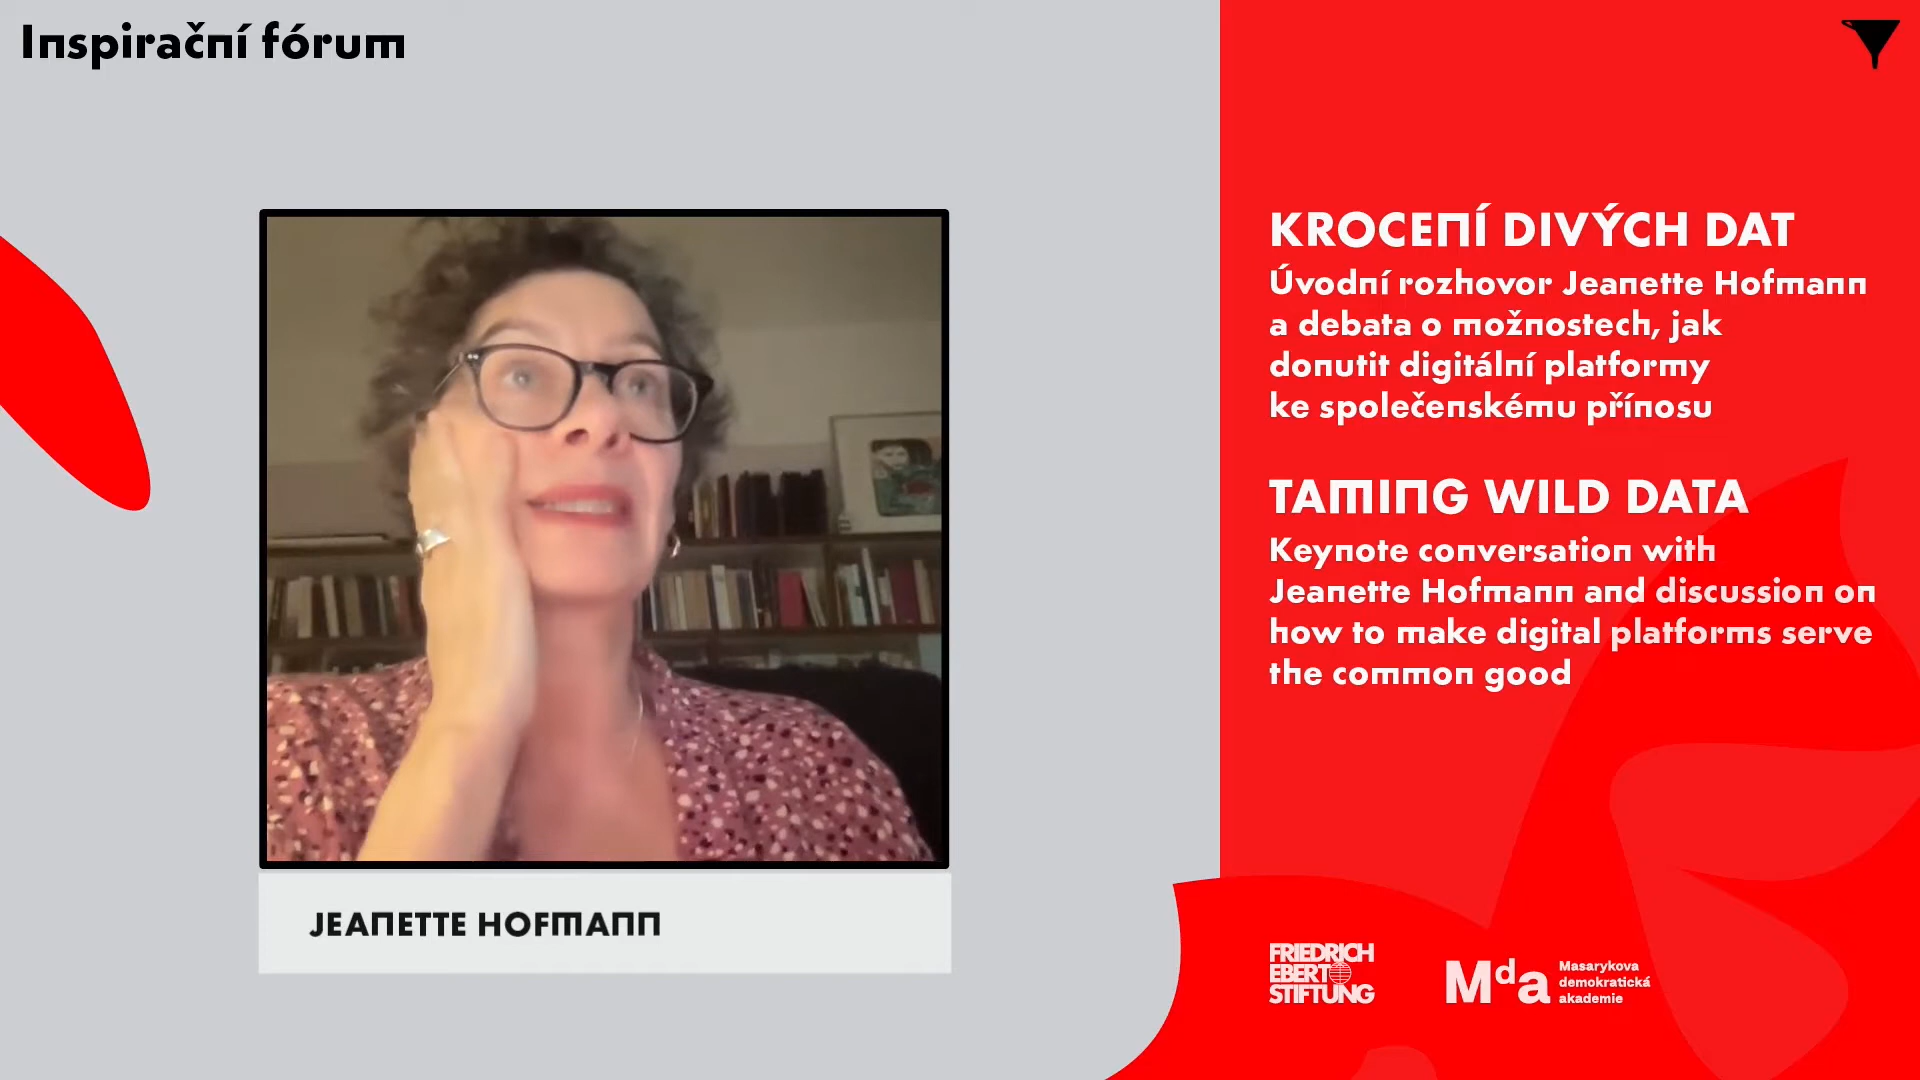 Inspirační fórum
JEANETTE HOFMANN
KROCENÍ DIVÝCH DAT
Úvodní rozhovor Jeanette Hofmann
a debata o možnostech, jak
donutit digitální platformy
ke společenskému přínosu
TAMING WILD DATA
Keynote conversation with
Jeanette Hofmann and discussion on
how to make digital platforms serve
the common good
FRIEDRICH
EBERT
STIFTUNG
Mda
Masarykova
demokratická
akademie